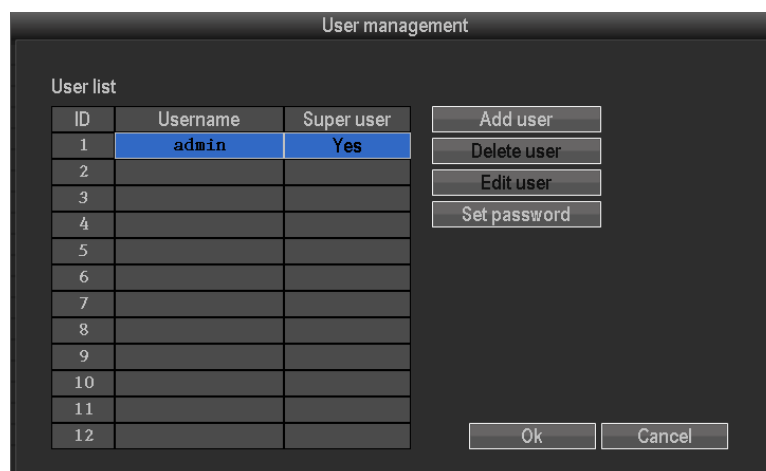 User management
User list
ID Username Super user Add user
1 admin Yes Delete user
2 Edit user
3 Set password
4
5
6
7
8
9
10
11
12 Ok Cancel